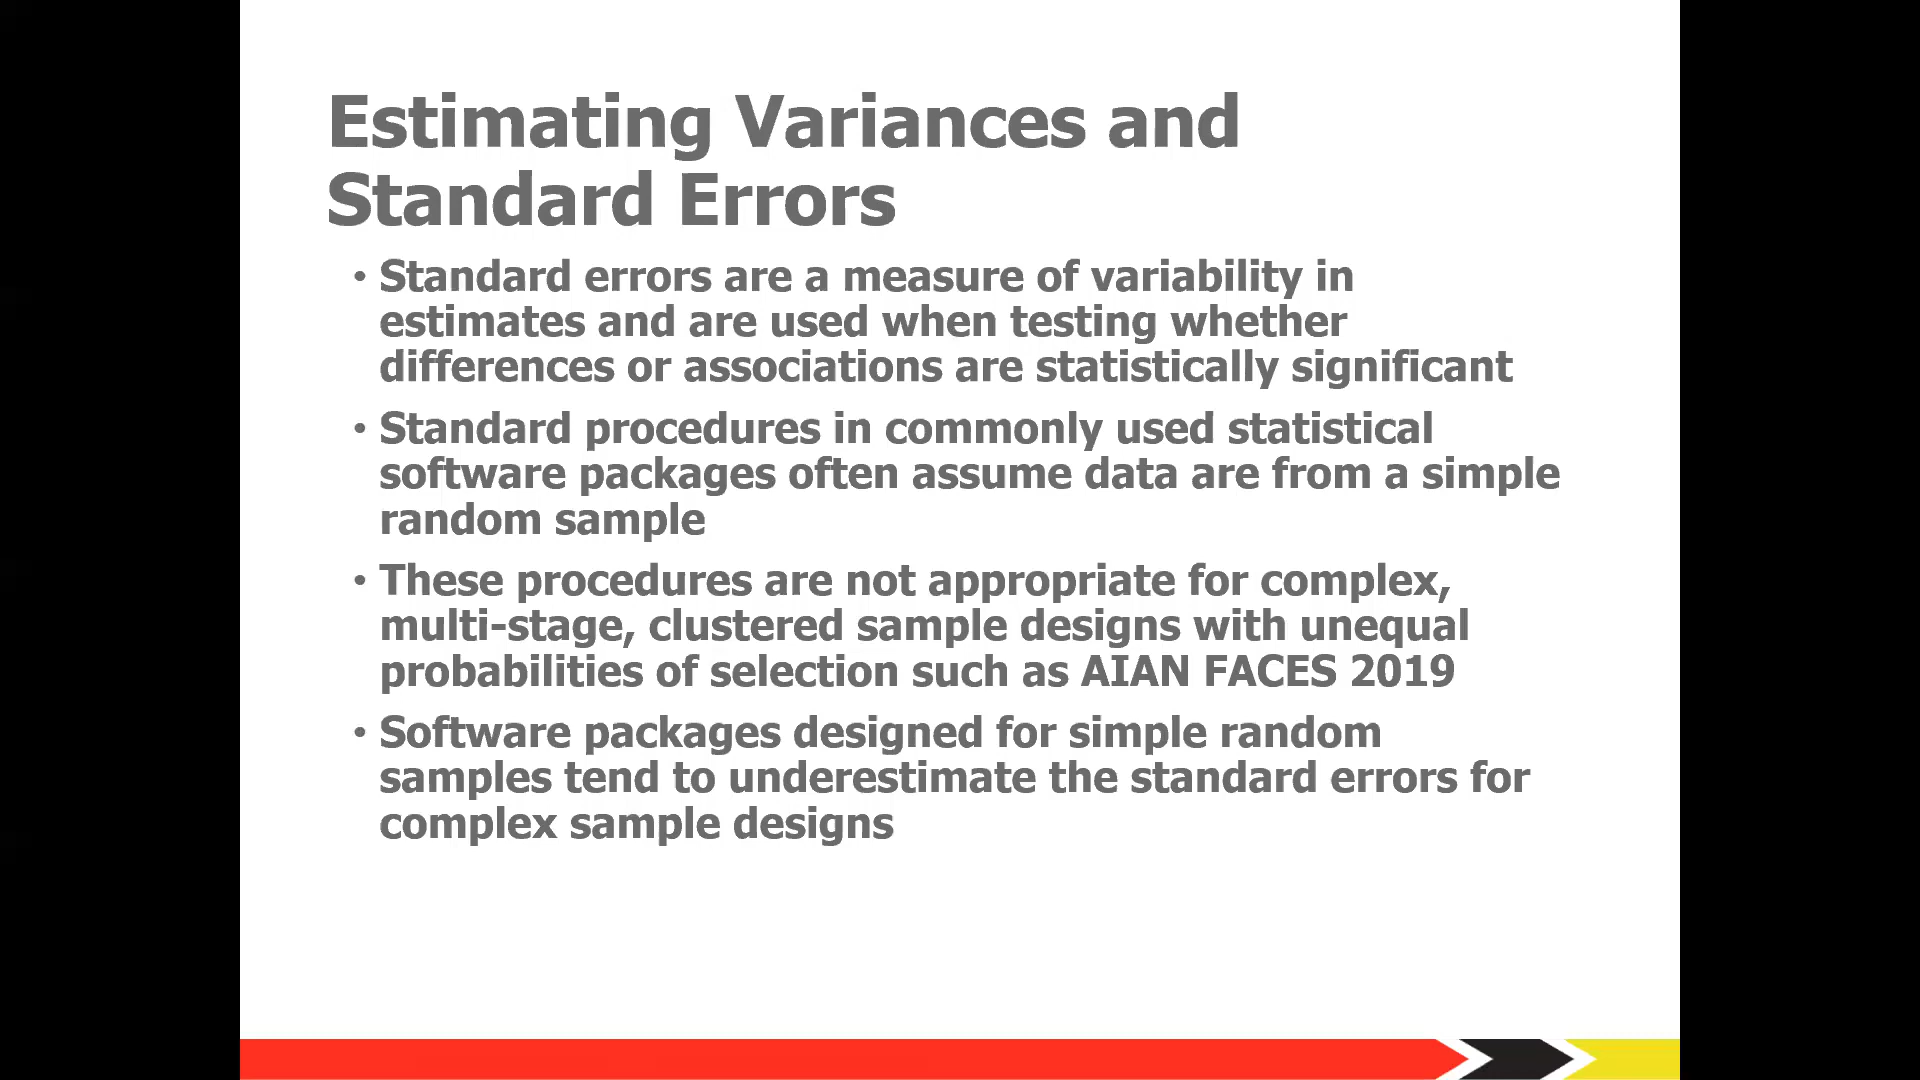 Estimating Variances and
Standard Errors
• Standard errors are a measure of variability in
estimates and are used when testing whether
differences or associations are statistically significant
• Standard procedures in commonly used statistical
software packages often assume data are from a simple
random sample
• These procedures are not appropriate for complex,
multi-stage, clustered sample designs with unequal
probabilities of selection such as AIAN FACES 2019
• Software packages designed for simple random
samples tend to underestimate the standard errors for
complex sample designs